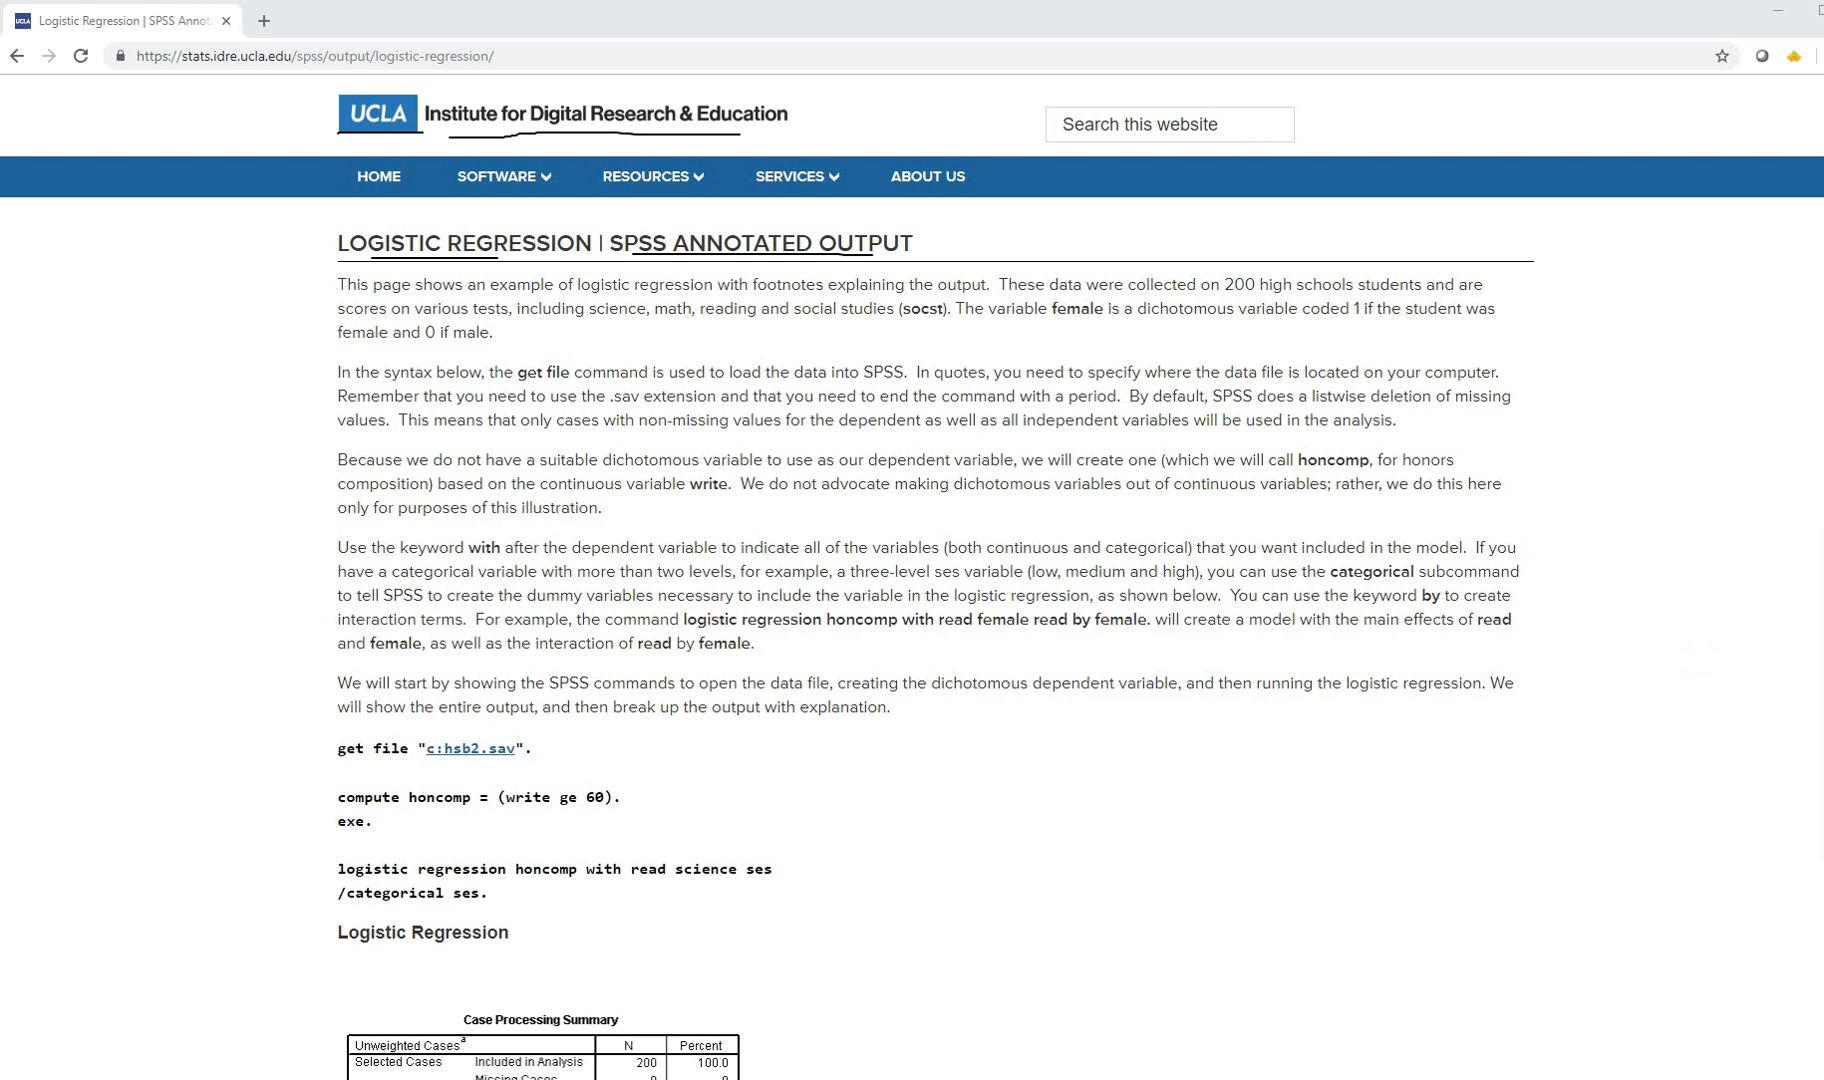 UCLA Logistic Regression | SPSS Annot
https://stats.idre.ucla.edu/spss/output/logistic-regression/
UCLA Institute for Digital Research & Education
Search this website
HOME SOFTWARE RESOURCES SERVICES ABOUT US
LOGISTIC REGRESSION | SPSS ANNOTATED OUTPUT
This page shows an example of logistic regression with footnotes explaining the output. These data were collected on 200 high schools students and are
scores on various tests, including science, math, reading and social studies (socst). The variable female is a dichotomous variable coded 1 if the student was
female and 0 if male.
In the syntax below, the get file command is used to load the data into SPSS. In quotes, you need to specify where the data file is located on your computer.
Remember that you need to use the .sav extension and that you need to end the command with a period. By default, SPSS does a listwise deletion of missing
values. This means that only cases with non-missing values for the dependent as well as all independent variables will be used in the analysis.
Because we do not have a suitable dichotomous variable to use as our dependent variable, we will create one (which we will call honcomp, for honors
composition) based on the continuous variable write. We do not advocate making dichotomous variables out of continuous variables; rather, we do this here
only for purposes of this illustration.
Use the keyword with after the dependent variable to indicate all of the variables (both continuous and categorical) that you want included in the model. If you
have a categorical variable with more than two levels, for example, a three-level ses variable (low, medium and high), you can use the categorical subcommand
to tell SPSS to create the dummy variables necessary to include the variable in the logistic regression, as shown below. You can use the keyword by to create
interaction terms. For example, the command logistic regression honcomp with read female read by female. will create a model with the main effects of read
and female, as well as the interaction of read by female.
We will start by showing the SPSS commands to open the data file, creating the dichotomous dependent variable, and then running the logistic regression. We
will show the entire output, and then break up the output with explanation.
get file "c:hsb2.sav".
compute honcomp = (write ge 60).
exe.
logistic regression honcomp with read science ses
/categorical ses.
Logistic Regression
Case Processing Summary
Unweighted Casesa N Percent
Selected Cases Included in Analysis 200 100.0
Missing Cases 0 .0